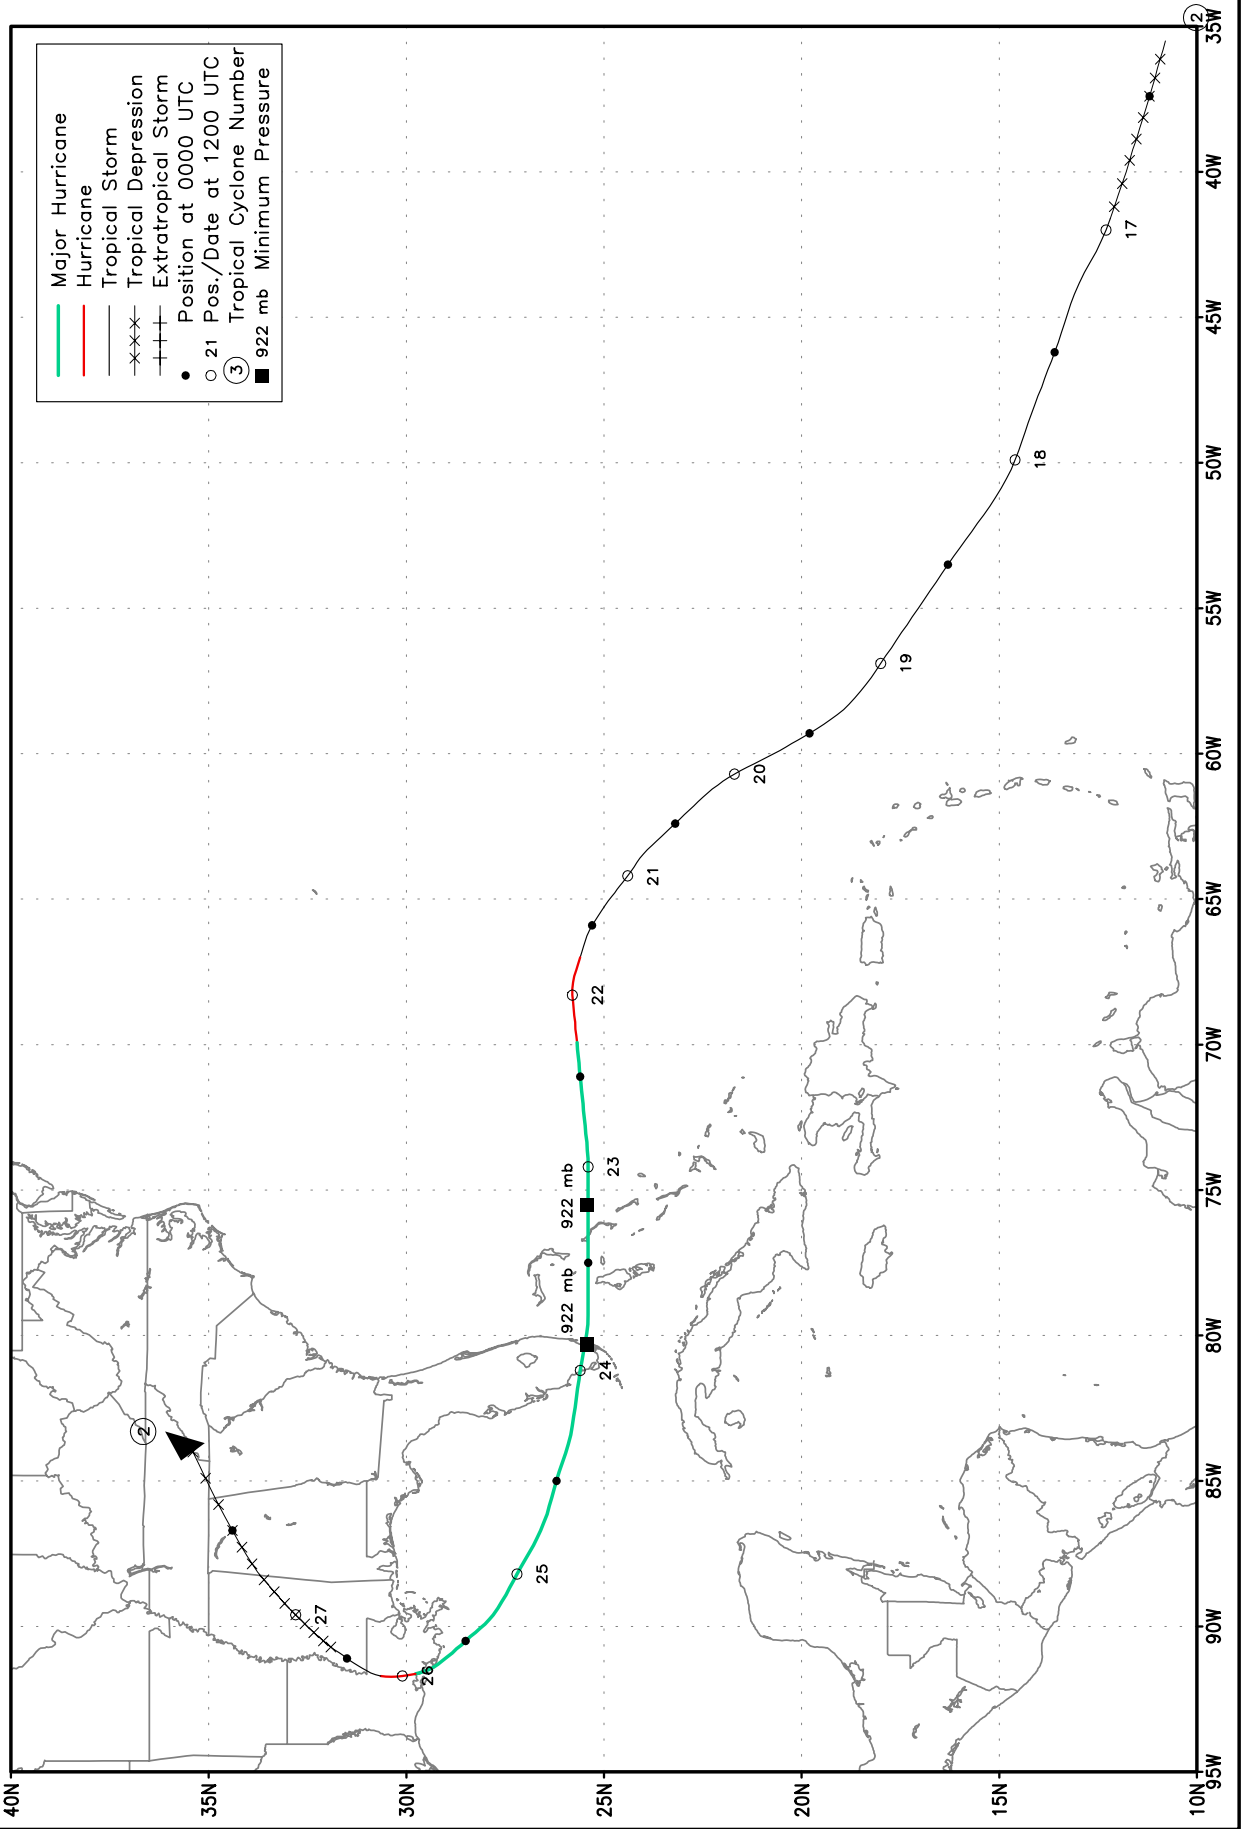 Major Hurricane
Hurricane
Tropical Storm
Tropical Depression
Extratropical Storm
Position at 0000 UTC
21 Pos./Date at 1200 UTC
3 Tropical Cyclone Number
922 mb Minimum Pressure
40N
35N
30N
25N
20N
15N
10N
95W
90W
85W
80W
75W
70W
65W
60W
55W
50W
45W
40W
35W
2
17
18
19
20
21
22
23
922 mb
922 mb
24
25
26
27
2